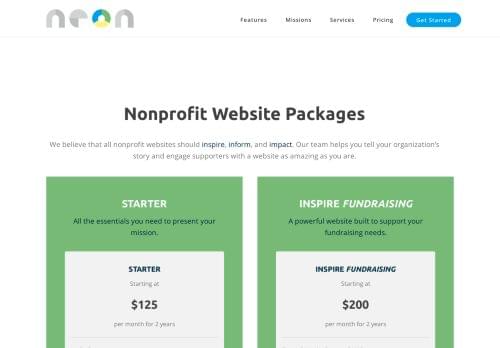 neon
Features Missions Services Pricing Get Started
Nonprofit Website Packages
We believe that all nonprofit websites should inspire, inform, and impact. Our team helps you tell your organization's
story and engage supporters with a website as amazing as you are.
STARTER
All the essentials you need to present your
mission.
STARTER
Starting at
$125
per month for 2 years
INSPIRE FUNDRAISING
A powerful website built to support your
fundraising needs.
INSPIRE FUNDRAISING
Starting at
$200
per month for 2 years